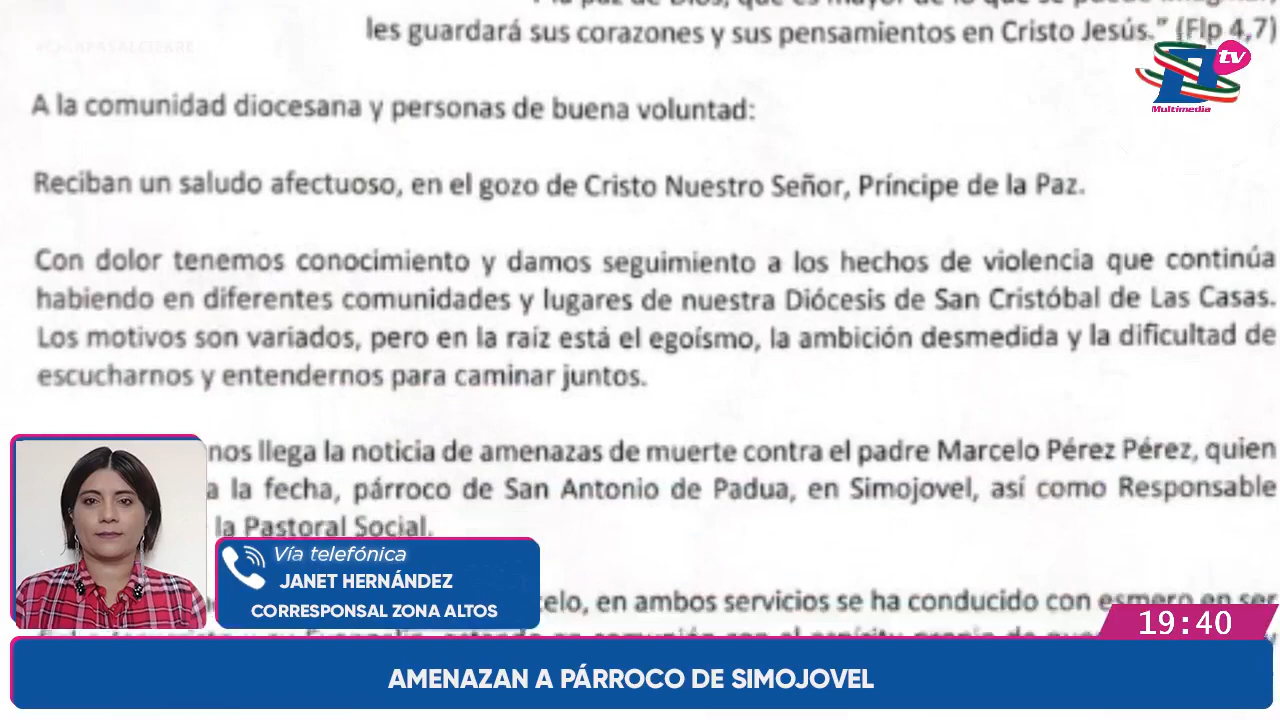 les guardará sus corazones y sus pensamientos en Cristo Jesús.” (Flp 4,7)
tv
Multimedia
A la comunidad diocesana y personas de buena voluntad:
Reciban un saludo afectuoso, en el gozo de Cristo Nuestro Señor, Príncipe de la Paz.
Con dolor tenemos conocimiento y damos seguimiento a los hechos de violencia que continúa
habiendo en diferentes comunidades y lugares de nuestra Diócesis de San Cristóbal de Las Casas.
Los motivos son variados, pero en la raíz está el egoísmo, la ambición desmedida y la dificultad de
escucharnos y entendernos para caminar juntos.
nos llega la noticia de amenazas de muerte contra el padre Marcelo Pérez Pérez, quien
a la fecha, párroco de San Antonio de Padua, en Simojovel, así como Responsable
la Pastoral Social.
Vía telefónica
JANET HERNÁNDEZ
CORRESPONSAL ZONA ALTOS
celo, en ambos servicios se ha conducido con esmero en ser
19:40
AMENAZAN A PÁRROCO DE SIMOJOVEL